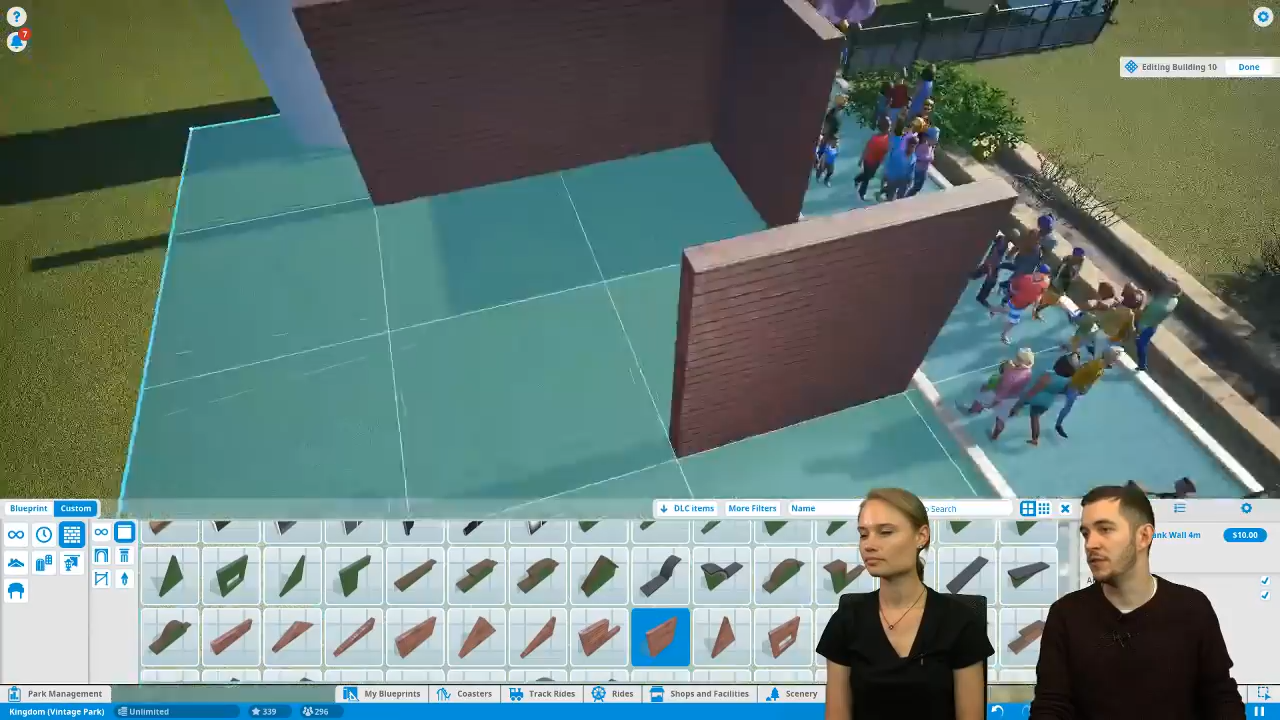 ?
7
Editing Building 10
Done
Blueprint
Custom
DLC items
More Filters
Name
Search
Wall 4m
$10.00
Park Management
My Blueprints
Coasters
Track Rides
Rides
Shops and Facilities
Scenery
Kingdom (Vintage Park)
Unlimited
339
296